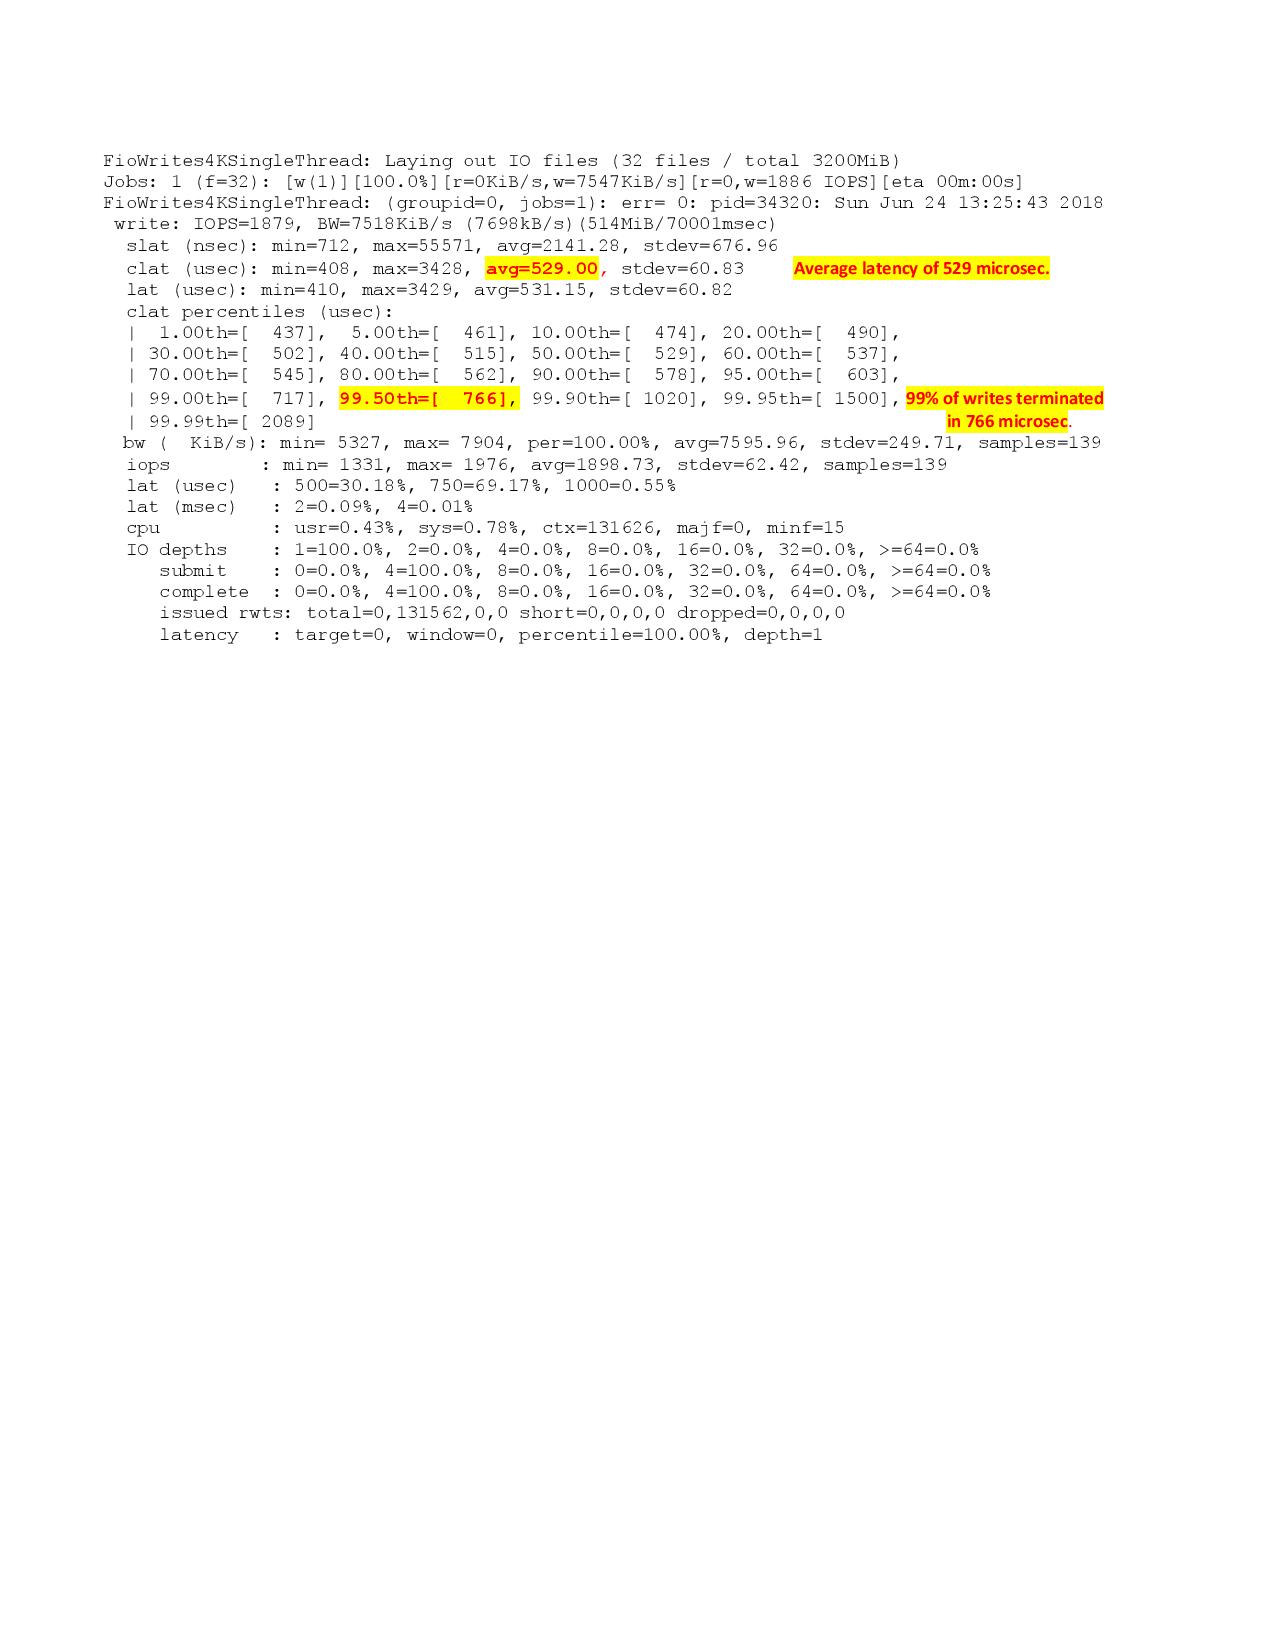 FioWrites4KSingleThread: Laying out IO files (32 files / total 3200MiB)
Jobs: 1 (f=32): [w(1)][100.0%][r=0KiB/s,w=7547KiB/s][r=0,w=1886 IOPS][eta 00m:00s]
FioWrites4KSingleThread: (groupid=0, jobs=1): err= 0: pid=34320: Sun Jun 24 13:25:43 2018
write: IOPS=1879, BW=7518KiB/s (7698kB/s)(514MiB/70001msec)
slat (nsec): min=712, max=55571, avg=2141.28, stdev=676.96
clat (usec): min=408, max=3428, avg=529.00, stdev=60.83 Average latency of 529 microsec.
lat (usec): min=410, max=3429, avg=531.15, stdev=60.82
clat percentiles (usec):
| 1.00th=[ 437], 5.00th=[ 461], 10.00th=[ 474], 20.00th=[ 490],
| 30.00th=[ 502], 40.00th=[ 515], 50.00th=[ 529], 60.00th=[ 537],
| 70.00th=[ 545], 80.00th=[ 562], 90.00th=[ 578], 95.00th=[ 603],
| 99.00th=[ 717], 99.50th=[ 766], 99.90th=[ 1020], 99.95th=[ 1500], 99% of writes terminated
| 99.99th=[ 2089] in 766 microsec.
bw ( KiB/s): min= 5327, max= 7904, per=100.00%, avg=7595.96, stdev=249.71, samples=139
iops : min= 1331, max= 1976, avg=1898.73, stdev=62.42, samples=139
lat (usec) : 500=30.18%, 750=69.17%, 1000=0.55%
lat (msec) : 2=0.09%, 4=0.01%
cpu : usr=0.43%, sys=0.78%, ctx=131626, majf=0, minf=15
IO depths : 1=100.0%, 2=0.0%, 4=0.0%, 8=0.0%, 16=0.0%, 32=0.0%, >=64=0.0%
submit : 0=0.0%, 4=100.0%, 8=0.0%, 16=0.0%, 32=0.0%, 64=0.0%, >=64=0.0%
complete : 0=0.0%, 4=100.0%, 8=0.0%, 16=0.0%, 32=0.0%, 64=0.0%, >=64=0.0%
issued rwts: total=0,131562,0,0 short=0,0,0,0 dropped=0,0,0,0
latency : target=0, window=0, percentile=100.00%, depth=1